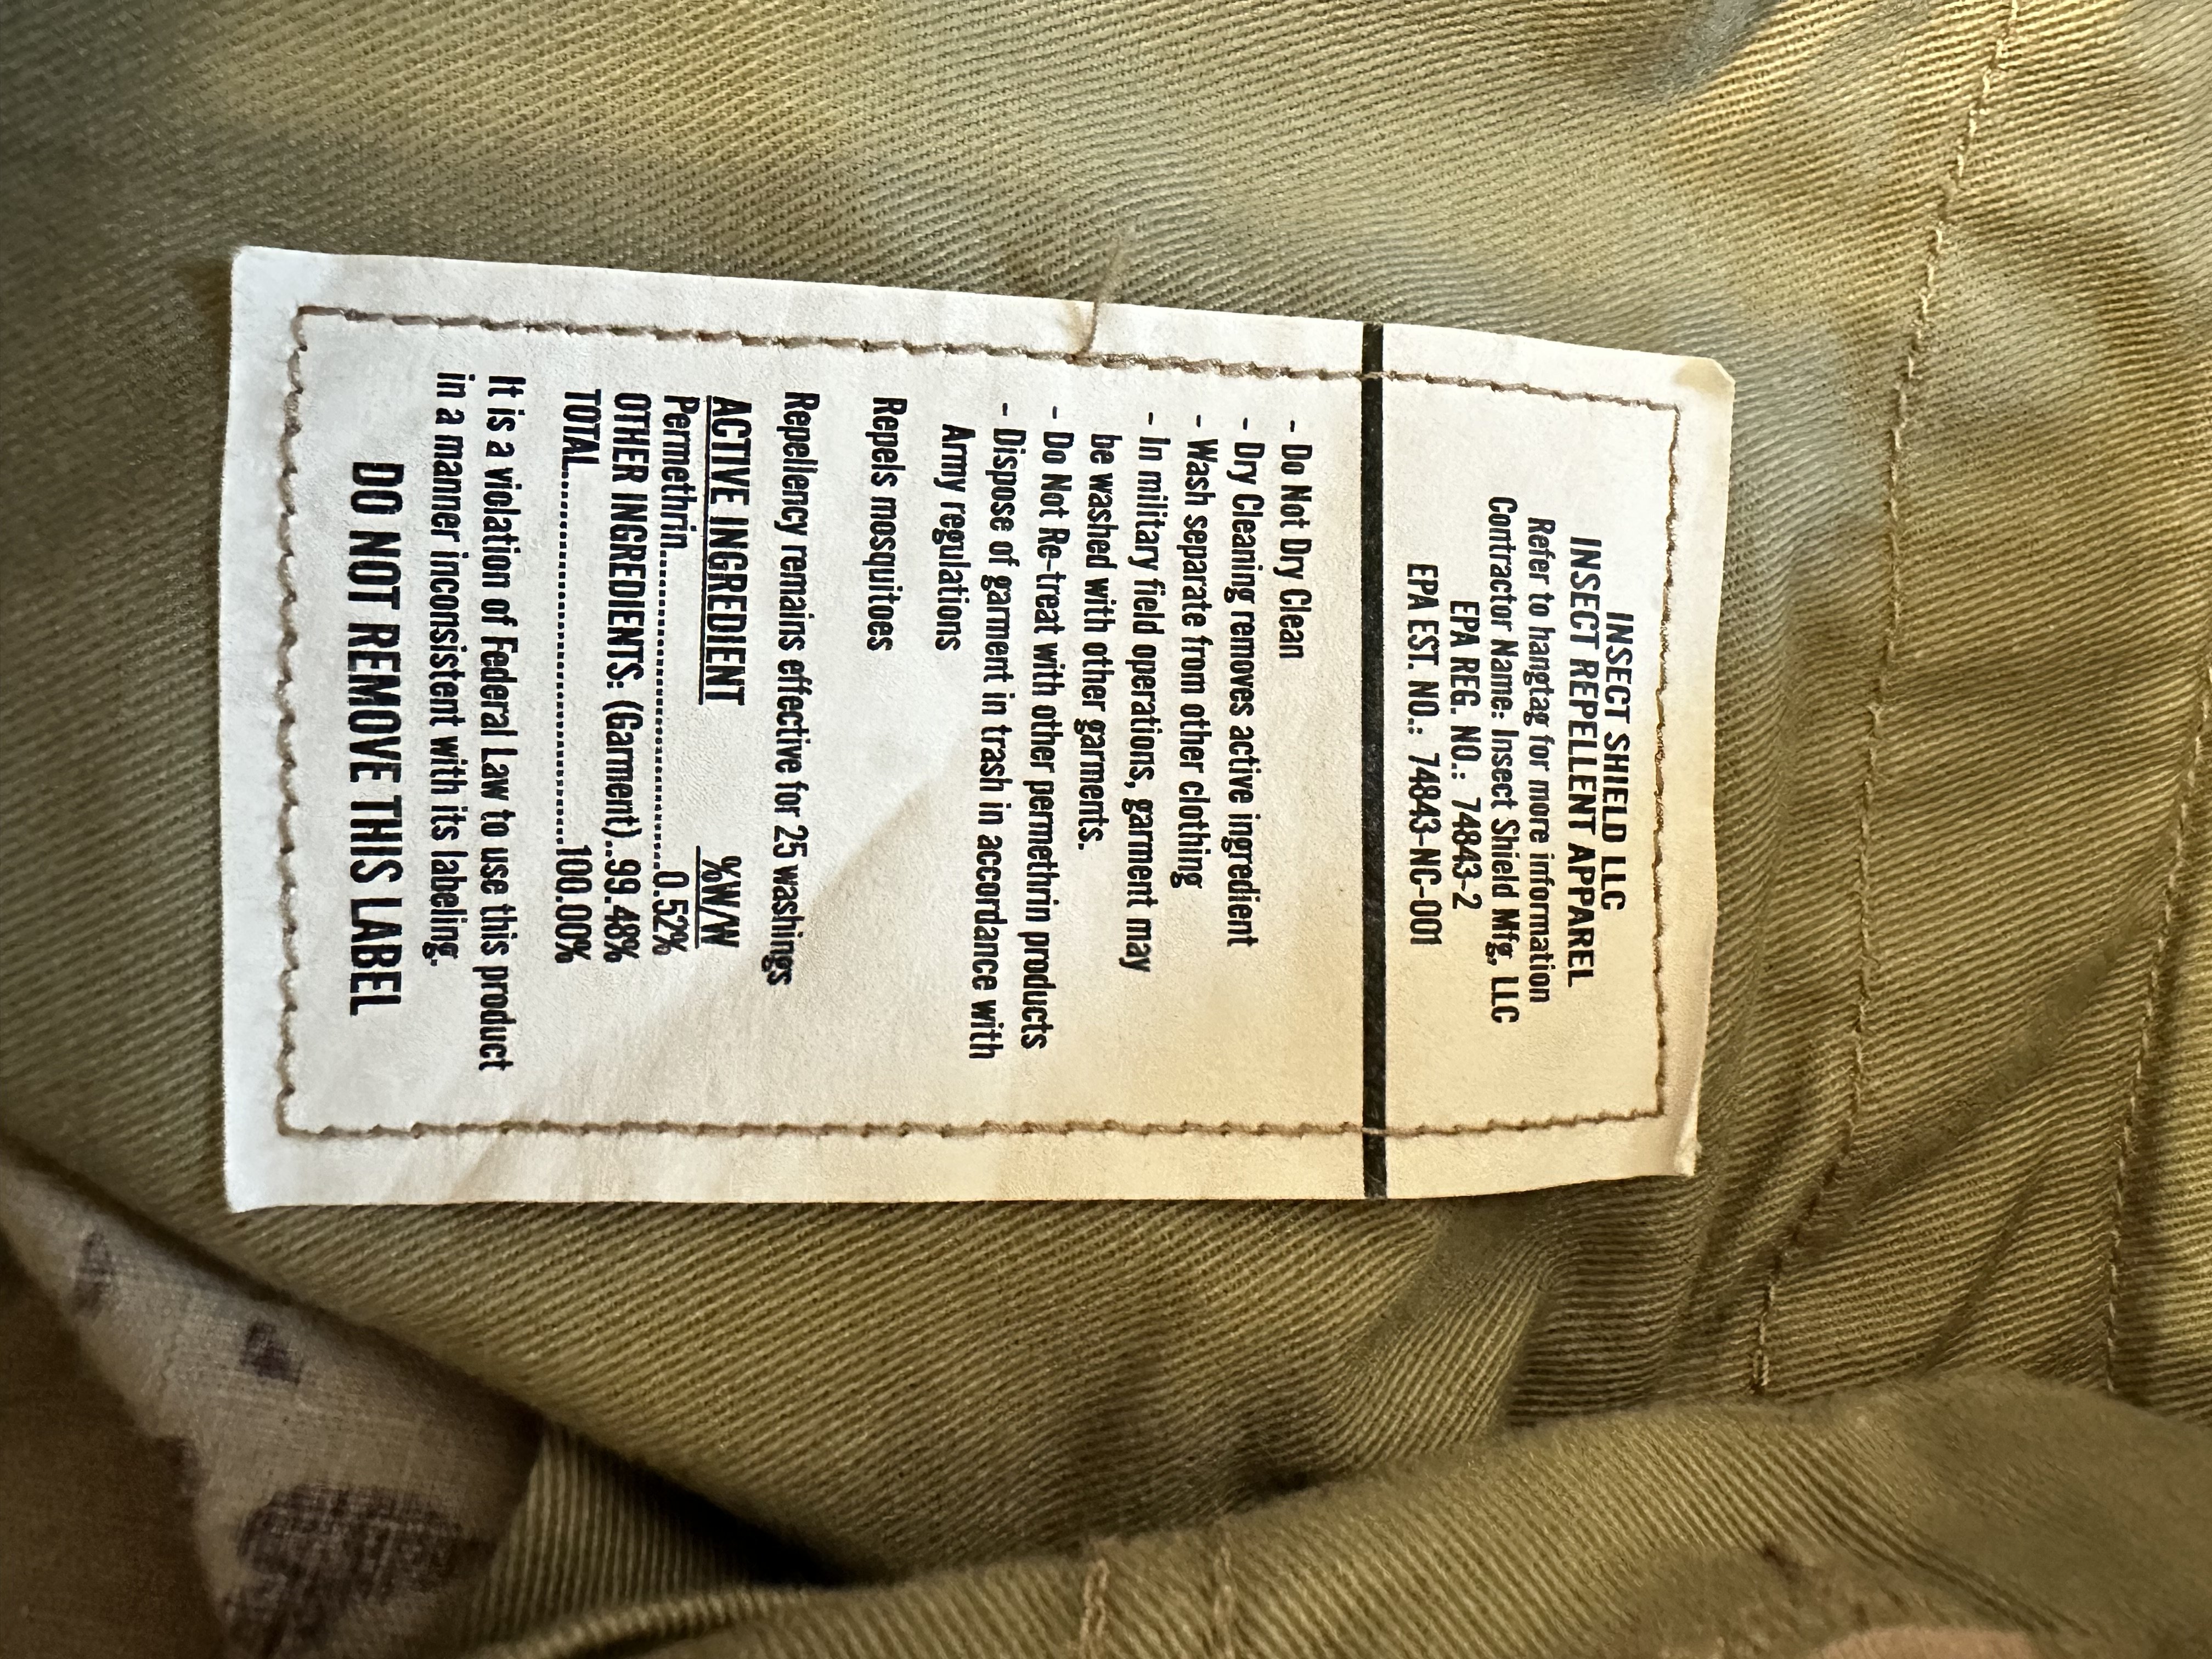 INSECT SHIELD LLC
INSECT REPELLENT APPAREL
Refer to hangtag for more information
Contractor Name: Insect Shield Mfg, LLC
EPA REG. NO.: 74843-2
EPA EST. NO.: 74843-NC-001
- Do Not Dry Clean
- Dry Cleaning removes active ingredient
- Wash separate from other clothing
- In military field operations, garment may
be washed with other garments.
- Do Not Re-treat with other permethrin products
- Dispose of garment in trash in accordance with
Army regulations
Repels mosquitoes
Repellency remains effective for 25 washings
ACTIVE INGREDIENT %W/W
Permethrin..............................0.52%
OTHER INGREDIENTS: (Garment)..99.48%
TOTAL....................................100.00%
It is a violation of Federal Law to use this product
in a manner inconsistent with its labeling.
DO NOT REMOVE THIS LABEL